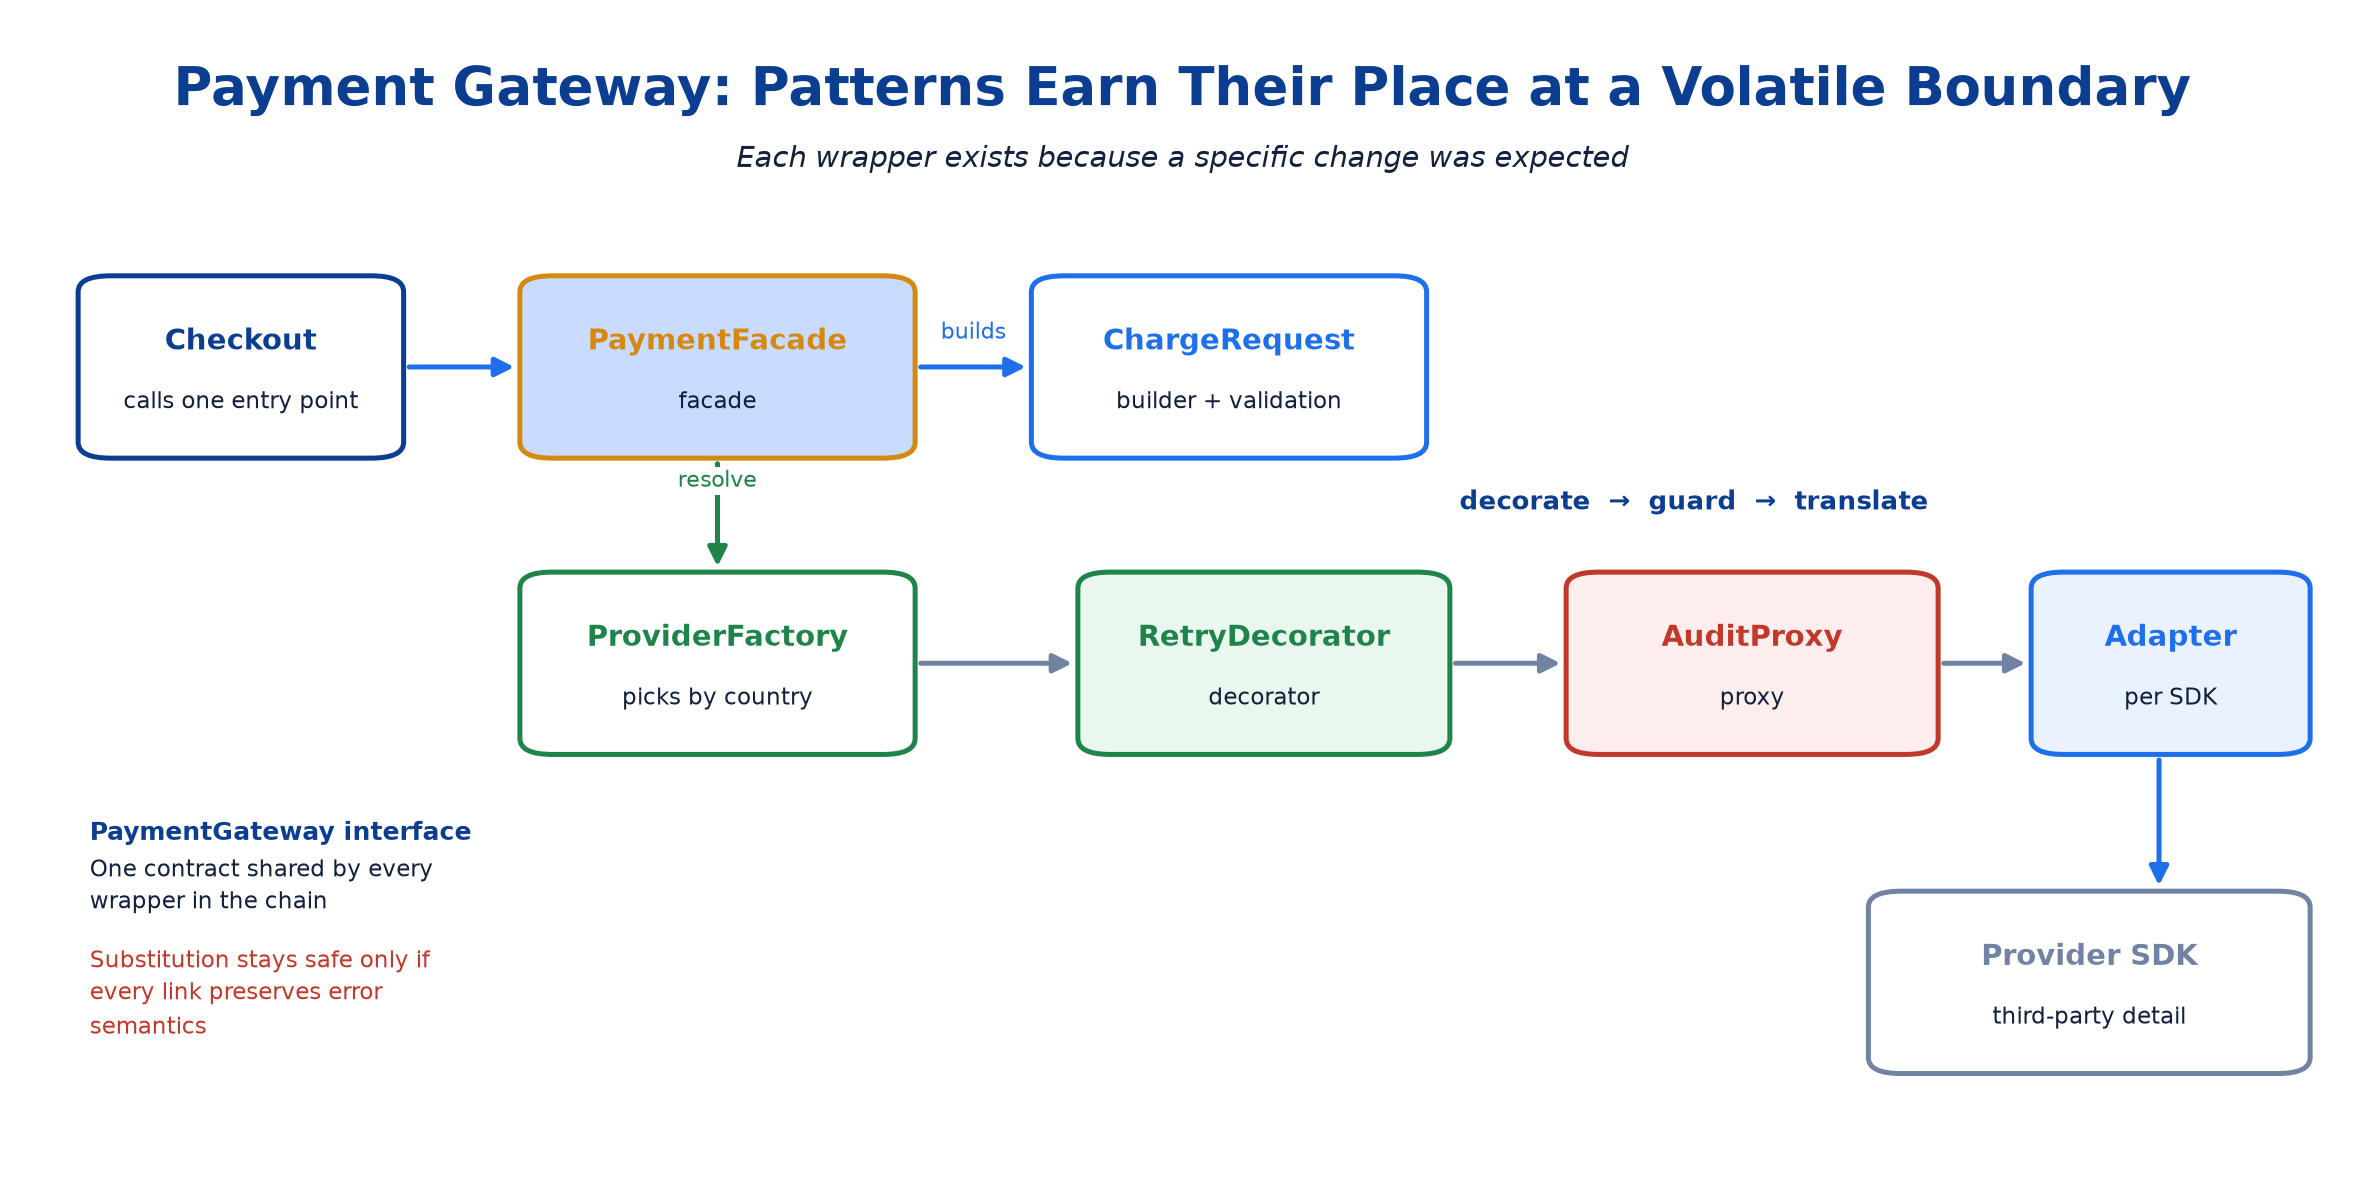 Payment Gateway: Patterns Earn Their Place at a Volatile Boundary
Each wrapper exists because a specific change was expected
Checkout
calls one entry point
PaymentFacade
facade
builds
ChargeRequest
builder + validation
resolve
decorate → guard → translate
ProviderFactory
picks by country
RetryDecorator
decorator
AuditProxy
proxy
Adapter
per SDK
PaymentGateway interface
One contract shared by every
wrapper in the chain
Substitution stays safe only if
every link preserves error
semantics
Provider SDK
third-party detail